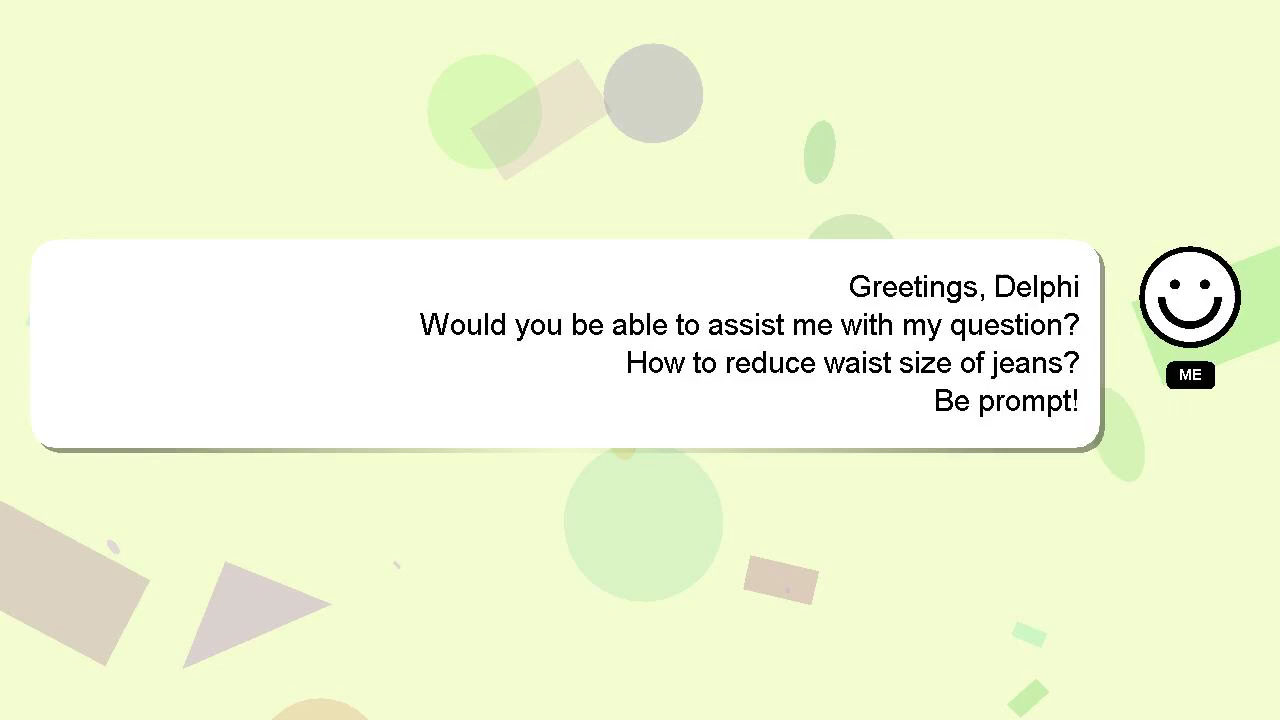 Greetings, Delphi
Would you be able to assist me with my question?
How to reduce waist size of jeans?
Be prompt!
ME